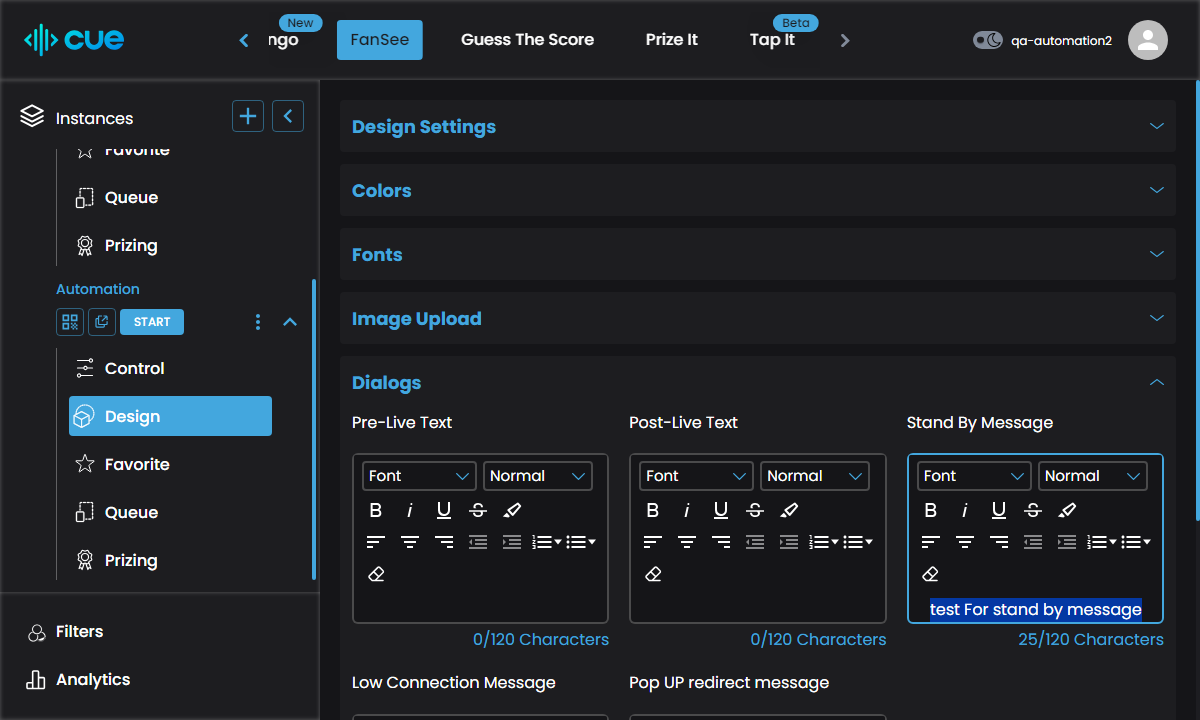 cue
ngo
New
FanSee
Guess The Score
Prize It
Tap It
Beta
qa-automation2
Instances
Favorite
Queue
Prizing
Automation
START
Control
Design
Favorite
Queue
Prizing
Filters
Analytics
Design Settings
Colors
Fonts
Image Upload
Dialogs
Pre-Live Text
Font
Normal
B i U S
0/120 Characters
Post-Live Text
Font
Normal
B i U S
0/120 Characters
Stand By Message
Font
Normal
B i U S
test For stand by message
25/120 Characters
Low Connection Message
Pop UP redirect message